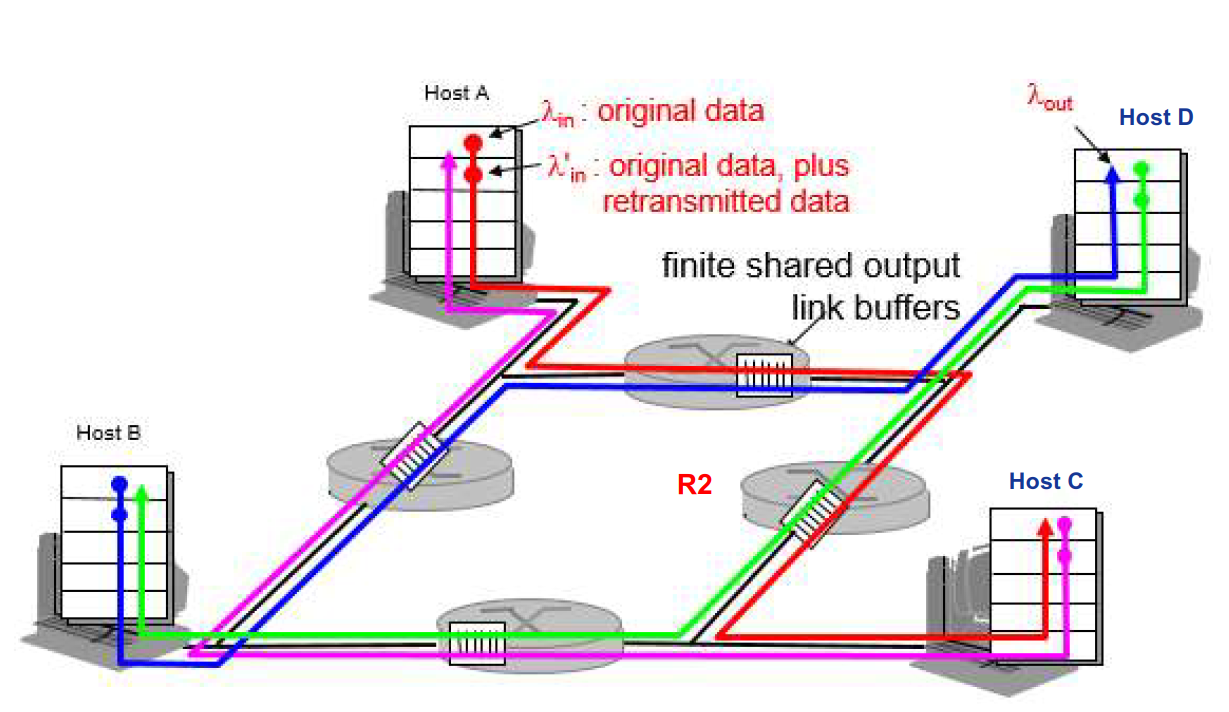 Host A
λin : original data
λ'in : original data, plus
retransmitted data
λout
Host D
finite shared output
link buffers
Host B
R2
Host C